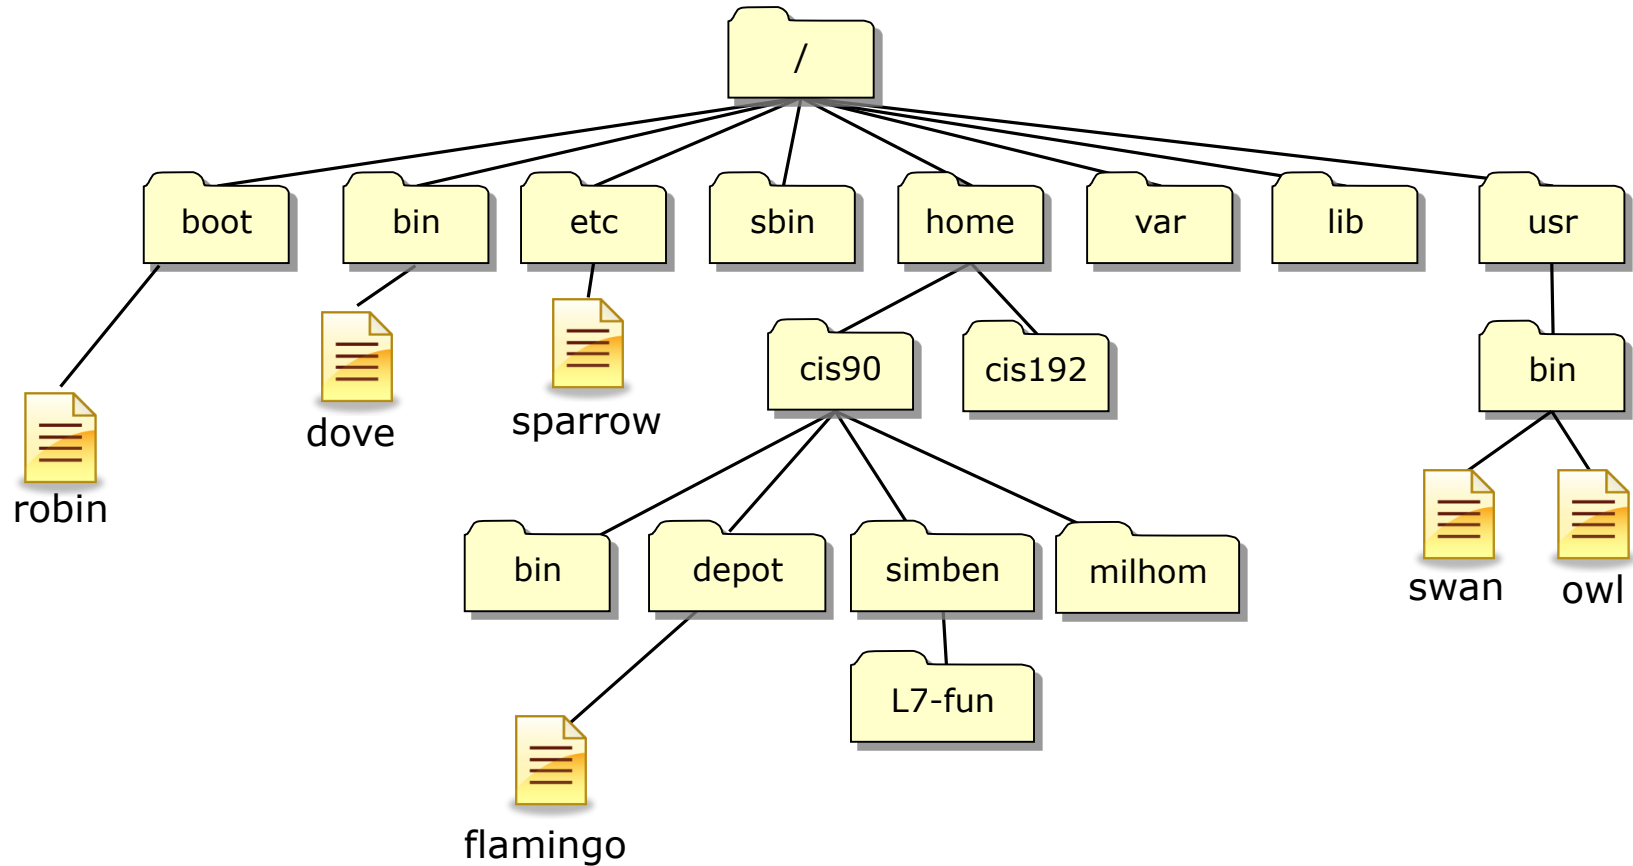 /
boot
bin
etc
sbin
home
var
lib
usr
robin
dove
sparrow
cis90
cis192
bin
bin
depot
simben
milhom
swan
owl
L7-fun
flamingo